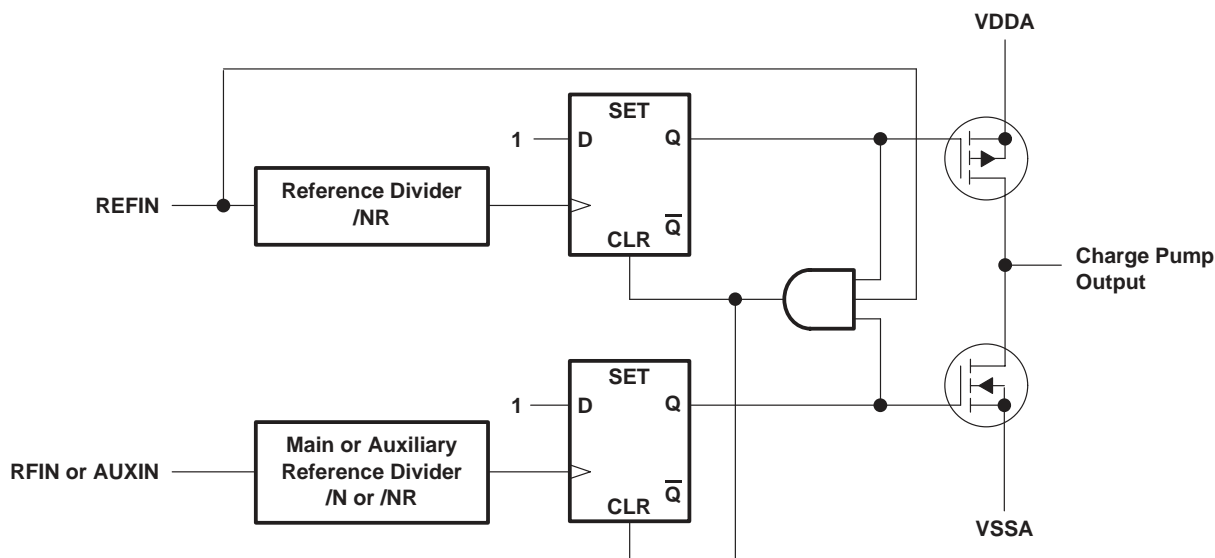 VDDA
SET
1
D
Q
REFIN
Reference Divider
/NR
Q̅
CLR
Charge Pump
Output
SET
1
D
Q
RFIN or AUXIN
Main or Auxiliary
Reference Divider
/N or /NR
Q̅
CLR
VSSA